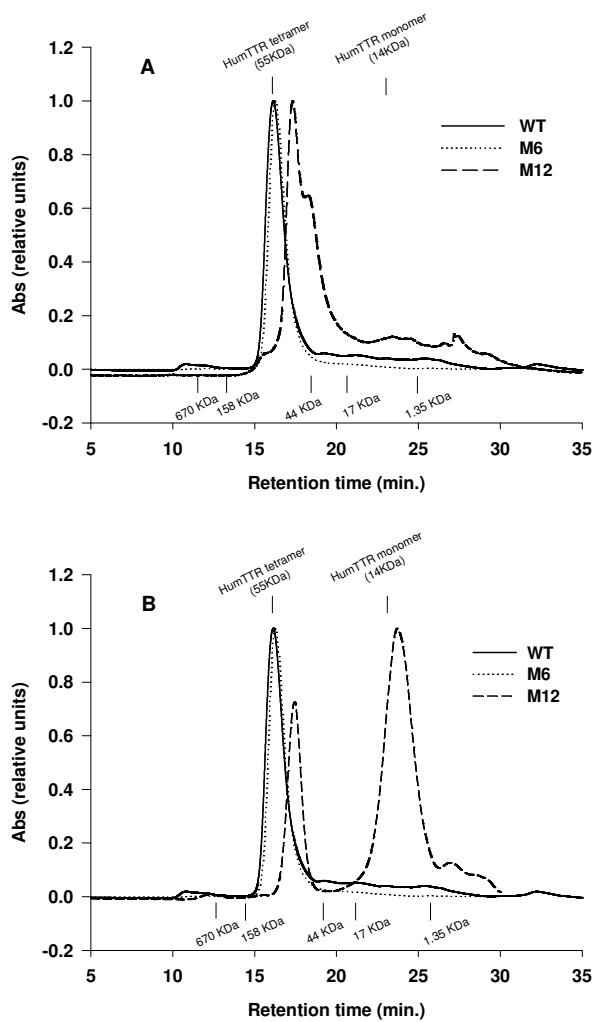 HumTTR tetramer
(55KDa)
HumTTR monomer
(14KDa)
1.2
A
1.0
WT
M6
M12
0.8
0.6
0.4
0.2
0.0
670 KDa
158 KDa
44 KDa
17 KDa
1.35 KDa
-0.2
5 10 15 20 25 30 35
Abs (relative units)
Retention time (min.)
HumTTR tetramer
(55KDa)
HumTTR monomer
(14KDa)
1.2
B
1.0
WT
M6
M12
0.8
0.6
0.4
0.2
0.0
670 KDa
158 KDa
44 KDa
17 KDa
1.35 KDa
-0.2
5 10 15 20 25 30 35
Abs (relative units)
Retention time (min.)